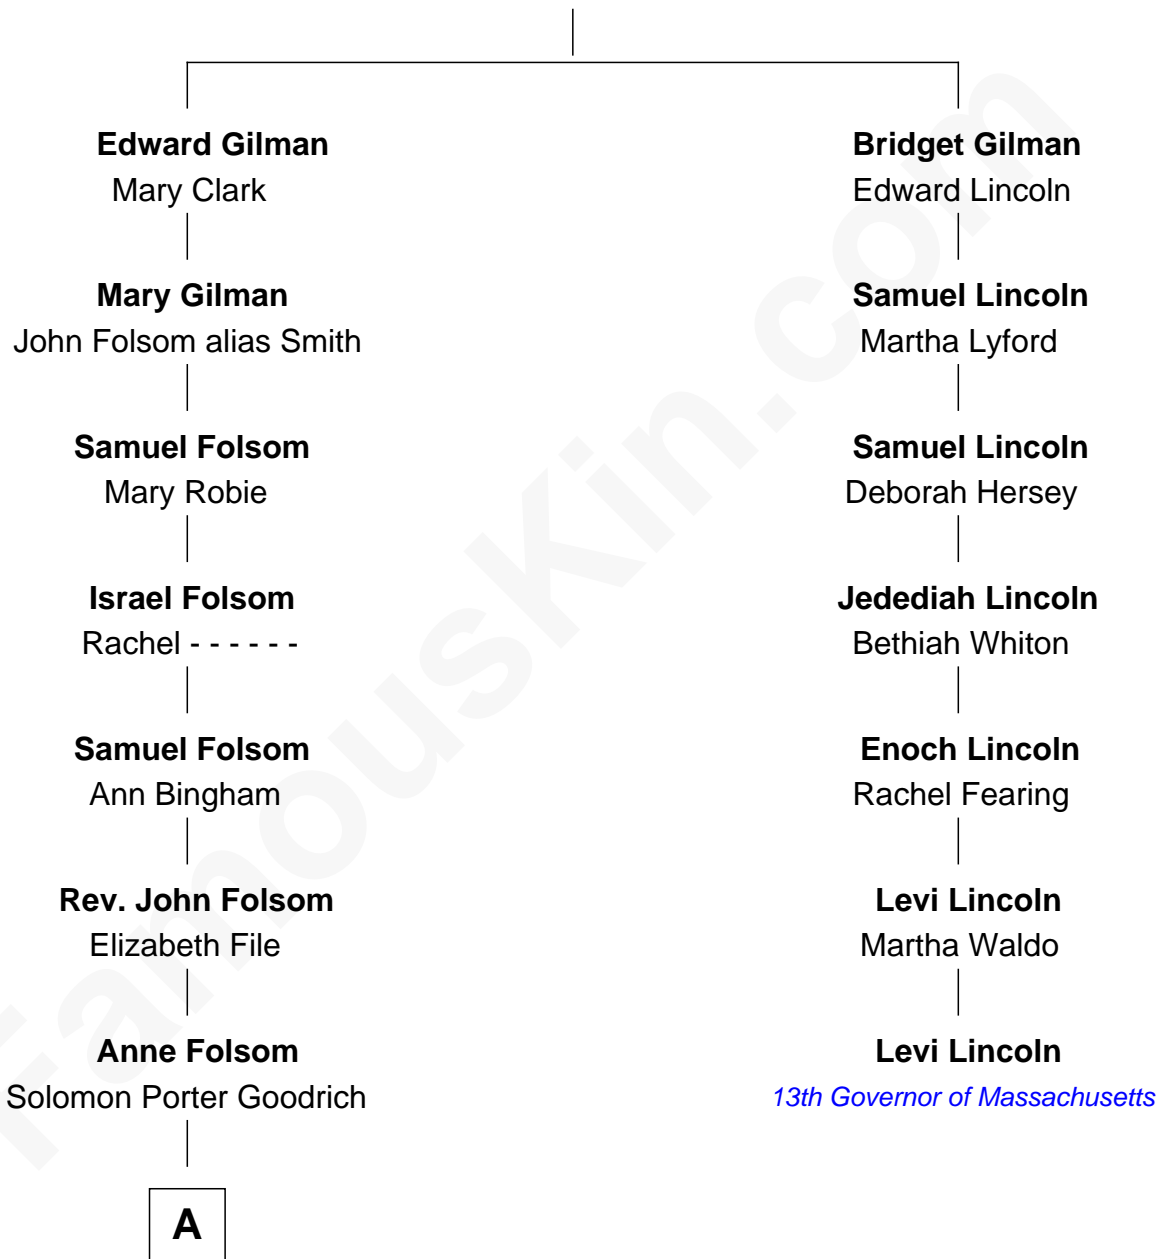 Edward Gilman
Mary Clark
Mary Gilman
John Folsom alias Smith
Samuel Folsom
Mary Robie
Israel Folsom
Rachel - - - - - -
Samuel Folsom
Ann Bingham
Rev. John Folsom
Elizabeth File
Anne Folsom
Solomon Porter Goodrich
A
Bridget Gilman
Edward Lincoln
Samuel Lincoln
Martha Lyford
Samuel Lincoln
Deborah Hersey
Jedediah Lincoln
Bethiah Whiton
Enoch Lincoln
Rachel Fearing
Levi Lincoln
Martha Waldo
Levi Lincoln
13th Governor of Massachusetts
FamousKin.com